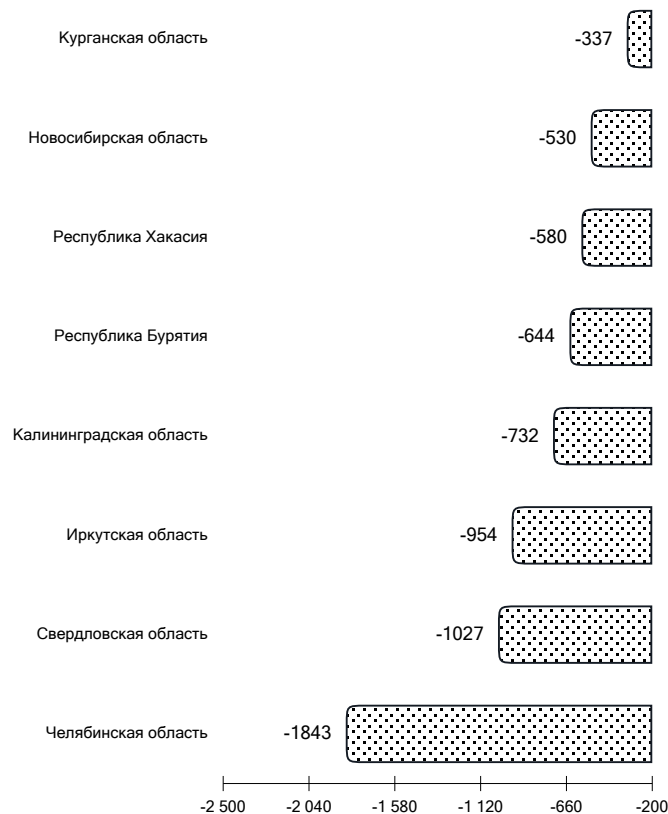 Курганская область -337
Новосибирская область -530
Республика Хакасия -580
Республика Бурятия -644
Калининградская область -732
Иркутская область -954
Свердловская область -1027
Челябинская область -1843
-2 500 -2 040 -1 580 -1 120 -660 -200